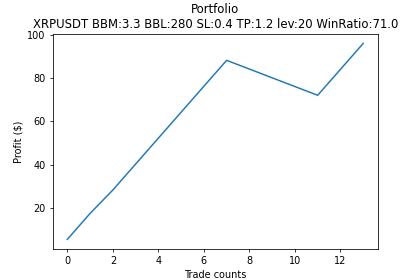 Portfolio
XRPUSDT BBM:3.3 BBL:280 SL:0.4 TP:1.2 lev:20 WinRatio:71.0
100
80
60
40
20
Profit ($)
0 2 4 6 8 10 12
Trade counts